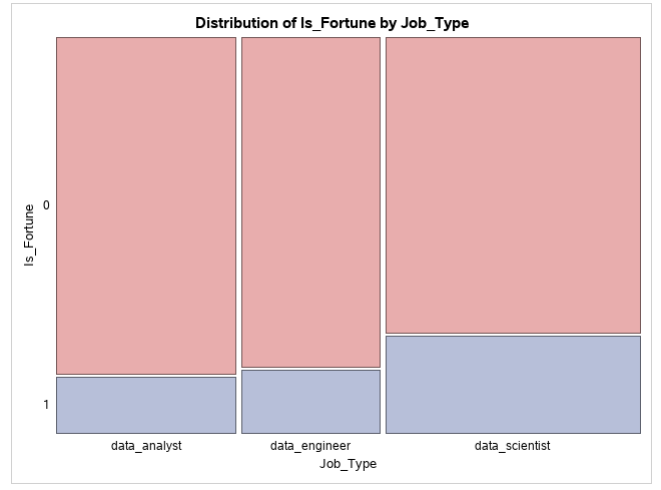 Distribution of Is_Fortune by Job_Type
Is_Fortune
0
1
data_analyst data_engineer data_scientist
Job_Type